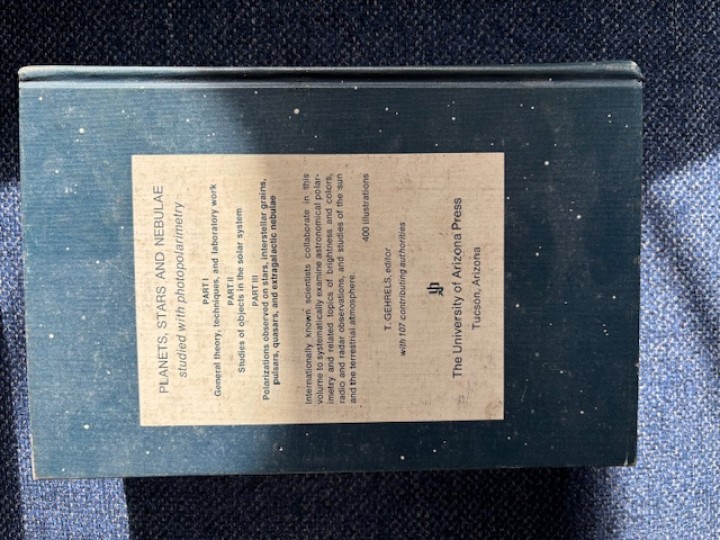 PLANETS, STARS AND NEBULAE
studied with photopolarimetry
PART I
General theory, techniques, and laboratory work
PART II
Studies of objects in the solar system
PART III
Polarizations observed on stars, interstellar grains,
pulsars, quasars, and extragalactic nebulae
Internationally known scientists collaborate in this
volume to systematically examine astronomical polar-
imetry and related topics of brightness and colors,
radio and radar observations, and studies of the sun
and the terrestrial atmosphere.
400 illustrations
T. GEHRELS, editor
with 107 contributing authorities
The University of Arizona Press
Tucson, Arizona